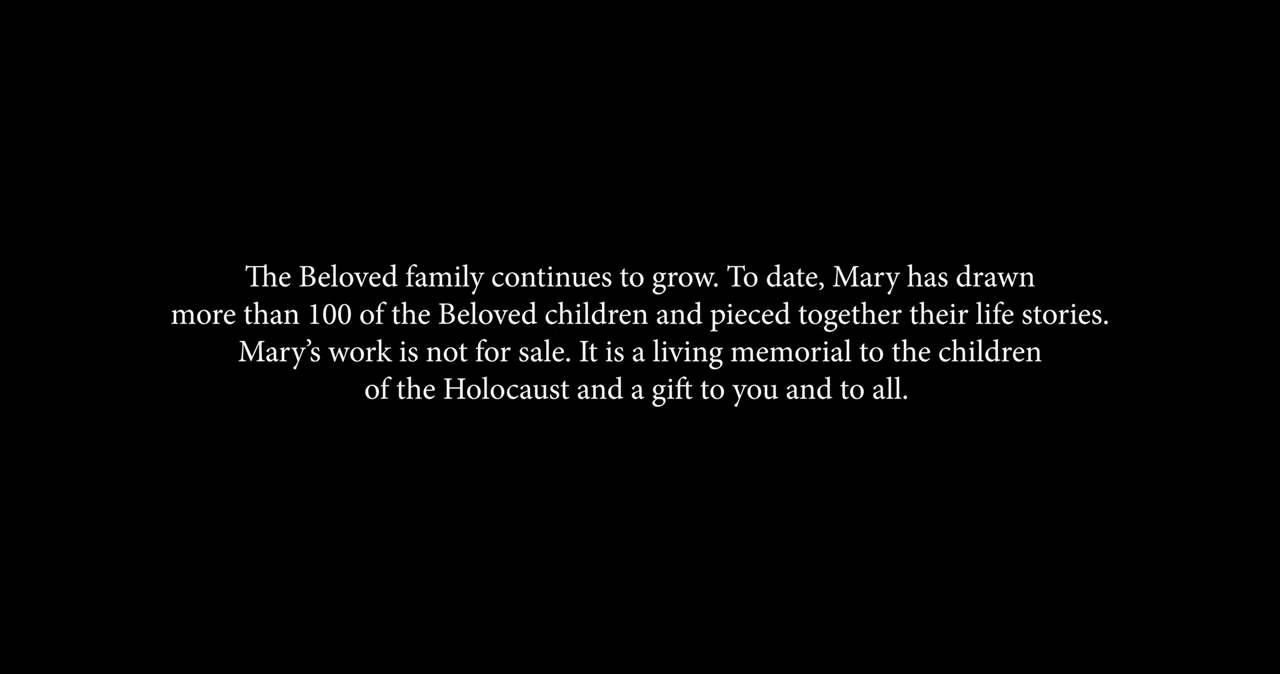 The Beloved family continues to grow. To date, Mary has drawn
more than 100 of the Beloved children and pieced together their life stories.
Mary’s work is not for sale. It is a living memorial to the children
of the Holocaust and a gift to you and to all.